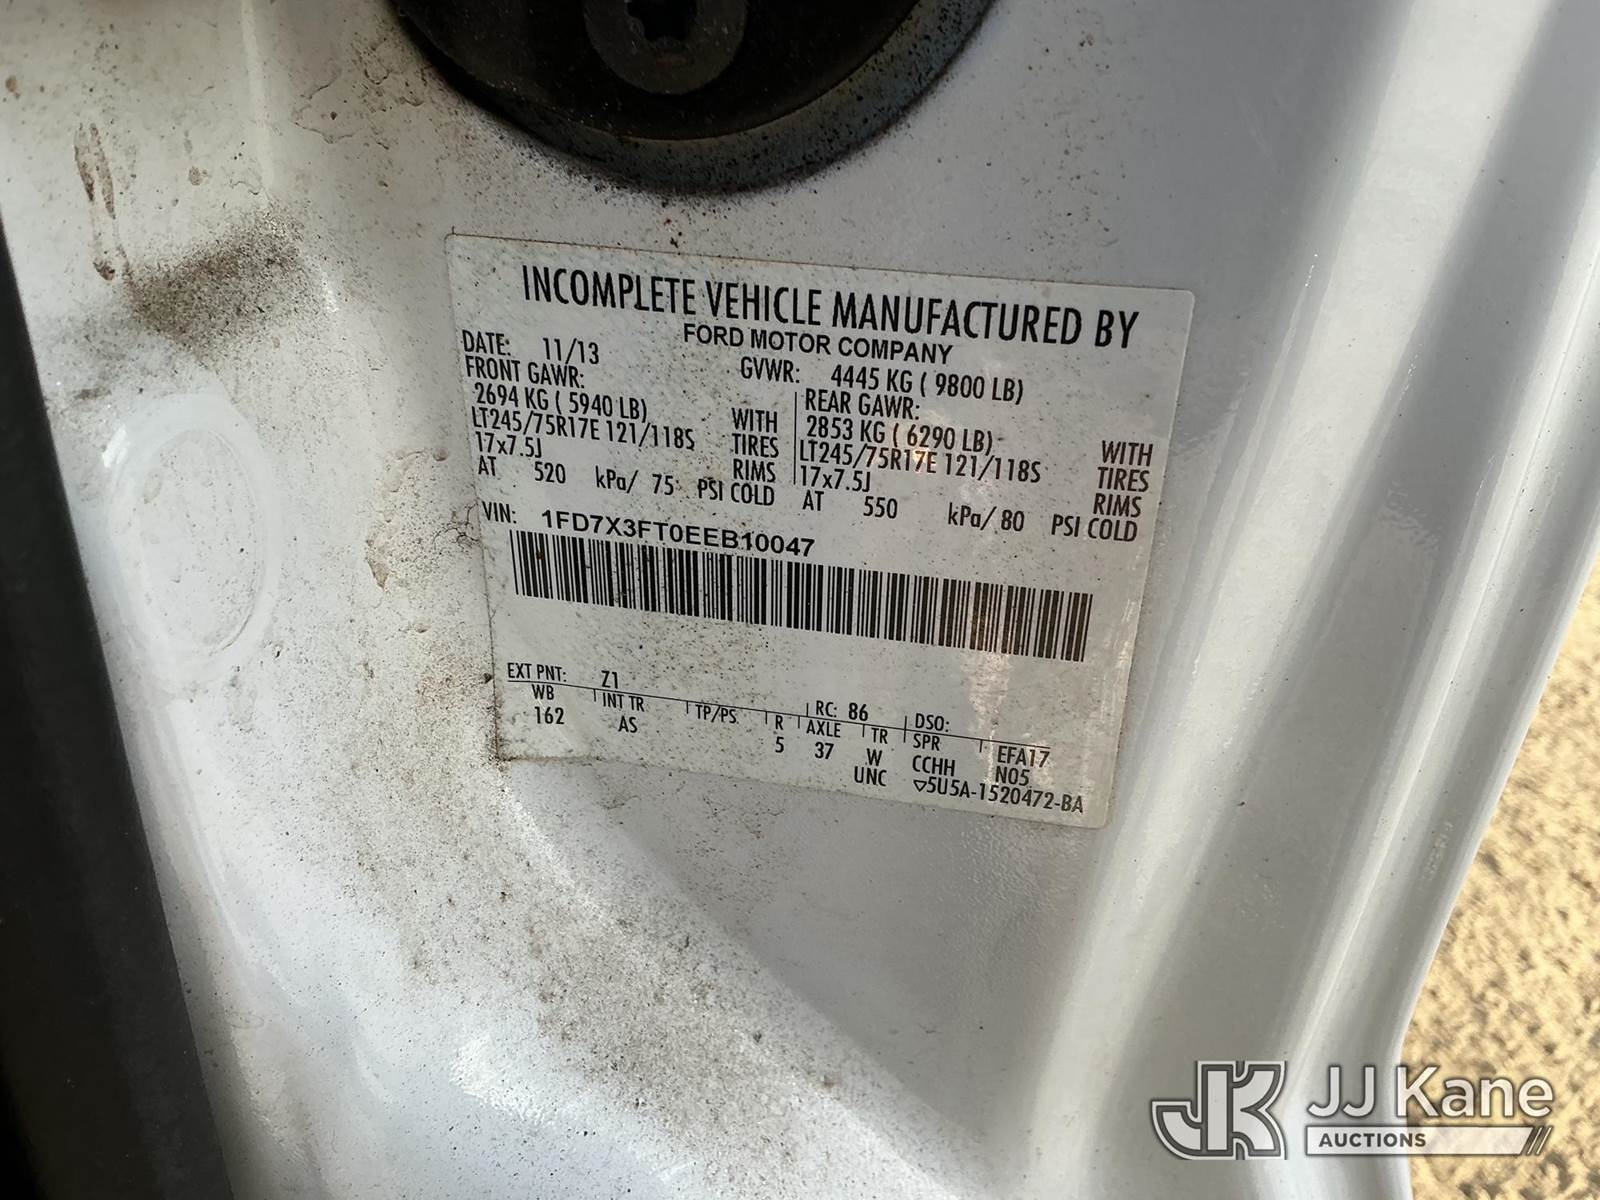 INCOMPLETE VEHICLE MANUFACTURED BY
FORD MOTOR COMPANY
DATE: 11/13 GVWR: 4445 KG ( 9800 LB)
FRONT GAWR: REAR GAWR:
2694 KG ( 5940 LB) WITH 2853 KG ( 6290 LB) WITH
LT245/75R17E 121/118S TIRES LT245/75R17E 121/118S TIRES
17x7.5J RIMS 17x7.5J RIMS
AT 520 kPa/ 75 PSI COLD AT 550 kPa/ 80 PSI COLD
VIN: 1FD7X3FT0EEB10047
EXT PNT: Z1 RC: 86 DSO:
WB INT TR TP/PS R AXLE TR SPR EFA17
162 AS 5 37 W CCHH N05
UNC ▽5U5A-1520472-BA
JK JJ Kane
AUCTIONS